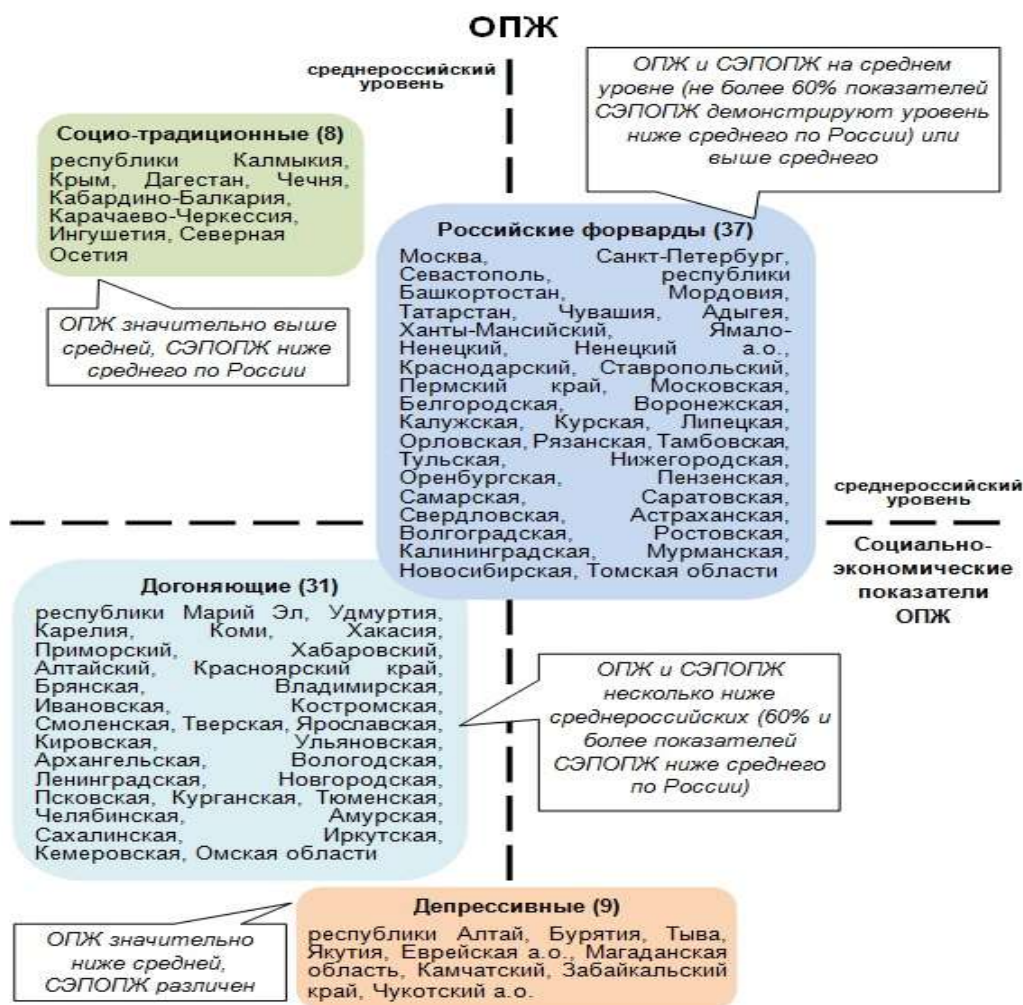 ОПЖ
среднероссийский
уровень
ОПЖ и СЭПОПЖ на среднем
уровне (не более 60% показателей
СЭПОПЖ демонстрируют уровень
ниже среднего по России) или
выше среднего
Социо-традиционные (8)
республики Калмыкия,
Крым, Дагестан, Чечня,
Кабардино-Балкария,
Карачаево-Черкессия,
Ингушетия, Северная
Осетия
ОПЖ значительно выше
средней, СЭПОПЖ ниже
среднего по России
Российские форварды (37)
Москва, Санкт-Петербург,
Севастополь, республики
Башкортостан, Мордовия,
Татарстан, Чувашия, Адыгея,
Ханты-Мансийский, Ямало-
Ненецкий, Ненецкий а.о.,
Краснодарский, Ставропольский,
Пермский край, Московская,
Белгородская, Воронежская,
Калужская, Курская, Липецкая,
Орловская, Рязанская, Тамбовская,
Тульская, Нижегородская,
Оренбургская, Пензенская,
Самарская, Саратовская,
Свердловская, Астраханская,
Волгоградская, Ростовская,
Калининградская, Мурманская,
Новосибирская, Томская области
среднероссийский
уровень
Социально-
экономические
показатели
ОПЖ
Догоняющие (31)
республики Марий Эл, Удмуртия,
Карелия, Коми, Хакасия,
Приморский, Хабаровский,
Алтайский, Красноярский край,
Брянская, Владимирская,
Ивановская, Костромская,
Смоленская, Тверская, Ярославская,
Кировская, Ульяновская,
Архангельская, Вологодская,
Ленинградская, Новгородская,
Псковская, Курганская, Тюменская,
Челябинская, Амурская,
Сахалинская, Иркутская,
Кемеровская, Омская области
ОПЖ и СЭПОПЖ
несколько ниже
среднероссийских (60% и
более показателей
СЭПОПЖ ниже среднего
по России)
Депрессивные (9)
республики Алтай, Бурятия, Тыва,
Якутия, Еврейская а.о., Магаданская
область, Камчатский, Забайкальский
край, Чукотский а.о.
ОПЖ значительно
ниже средней,
СЭПОПЖ различен